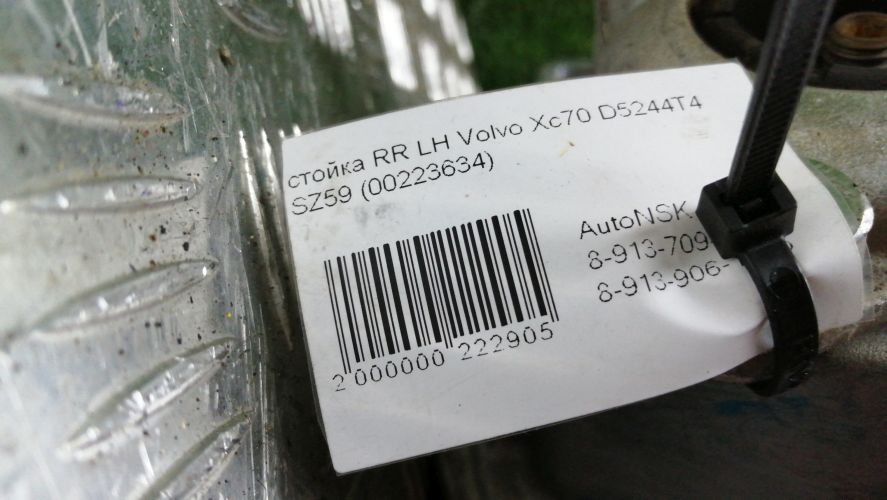 стойка RR LH Volvo Xc70 D5244T4
SZ59 (00223634)
2 000000 222905
AutoNSK
8-913-709-
8-913-906-